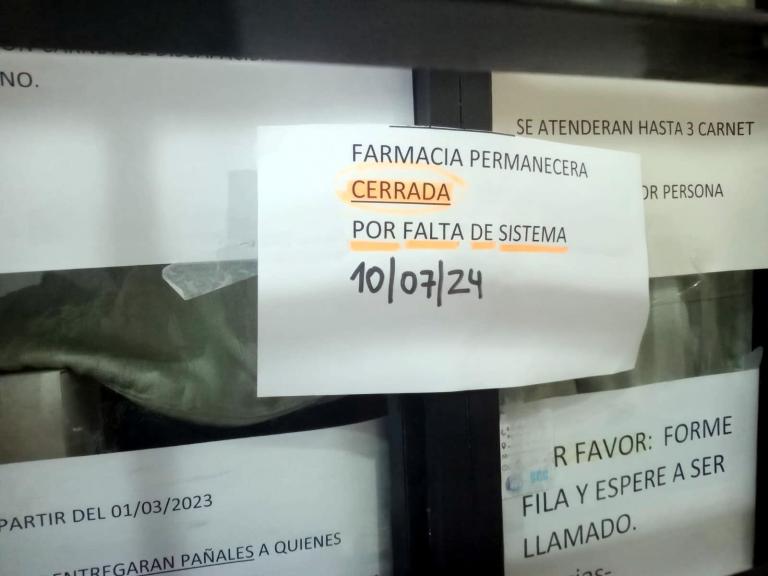 NO.
SE ATENDERAN HASTA 3 CARNET
PERSONA
FARMACIA PERMANECERA
CERRADA
POR FALTA DE SISTEMA
10/07/24
PARTIR DEL 01/03/2023
ENTREGARAN PAÑALES A QUIENES
R FAVOR: FORME
FILA Y ESPERE A SER
LLAMADO.